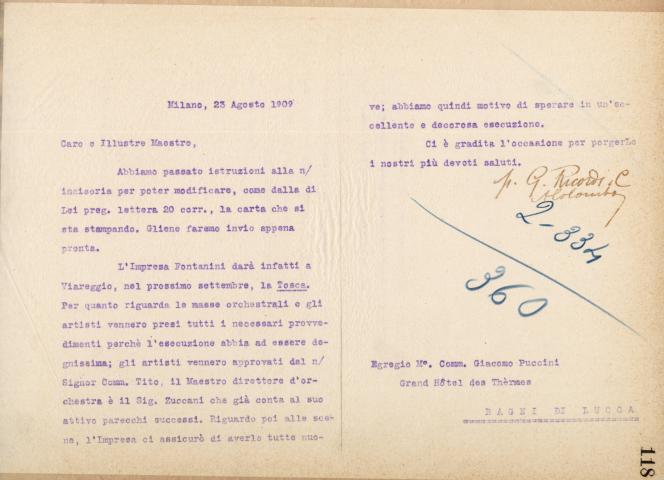 Milano, 23 Agosto 1909
Caro e Illustre Maestro,
Abbiamo passato istruzioni alla n/
incisoria per poter modificare, come dalla di
Lei preg. lettera 20 corr., la carta che si
sta stampando. Gliene faremo invio appena
pronta.
L'Impresa Fontanini darà infatti a
Viareggio, nel prossimo settembre, la Tosca.
Per quanto riguarda le masse orchestrali e gli
artisti vennero presi tutti i necessari provve-
dimenti perchè l'esecuzione abbia ad essere de-
gnissima; gli artisti vennero approvati dal n/
Signor Comm. Tito, il Maestro direttore d'or-
chestra è il Sig. Zuccani che già conta al suo
attivo parecchi successi. Riguardo poi alle sce-
ne, l'Impresa ci assicurò di averle tutte nuo-
ve; abbiamo quindi motivo di sperare in un'ec-
cellente e decorosa esecuzione.
Ci è gradita l'occasione per porgerLe
i nostri più devoti saluti.
p. G. Ricordi & C
2-334
360
Egregio Mo. Comm. Giacomo Puccini
Grand Hôtel des Thèrmes
BAGNI DI LUCCA
118